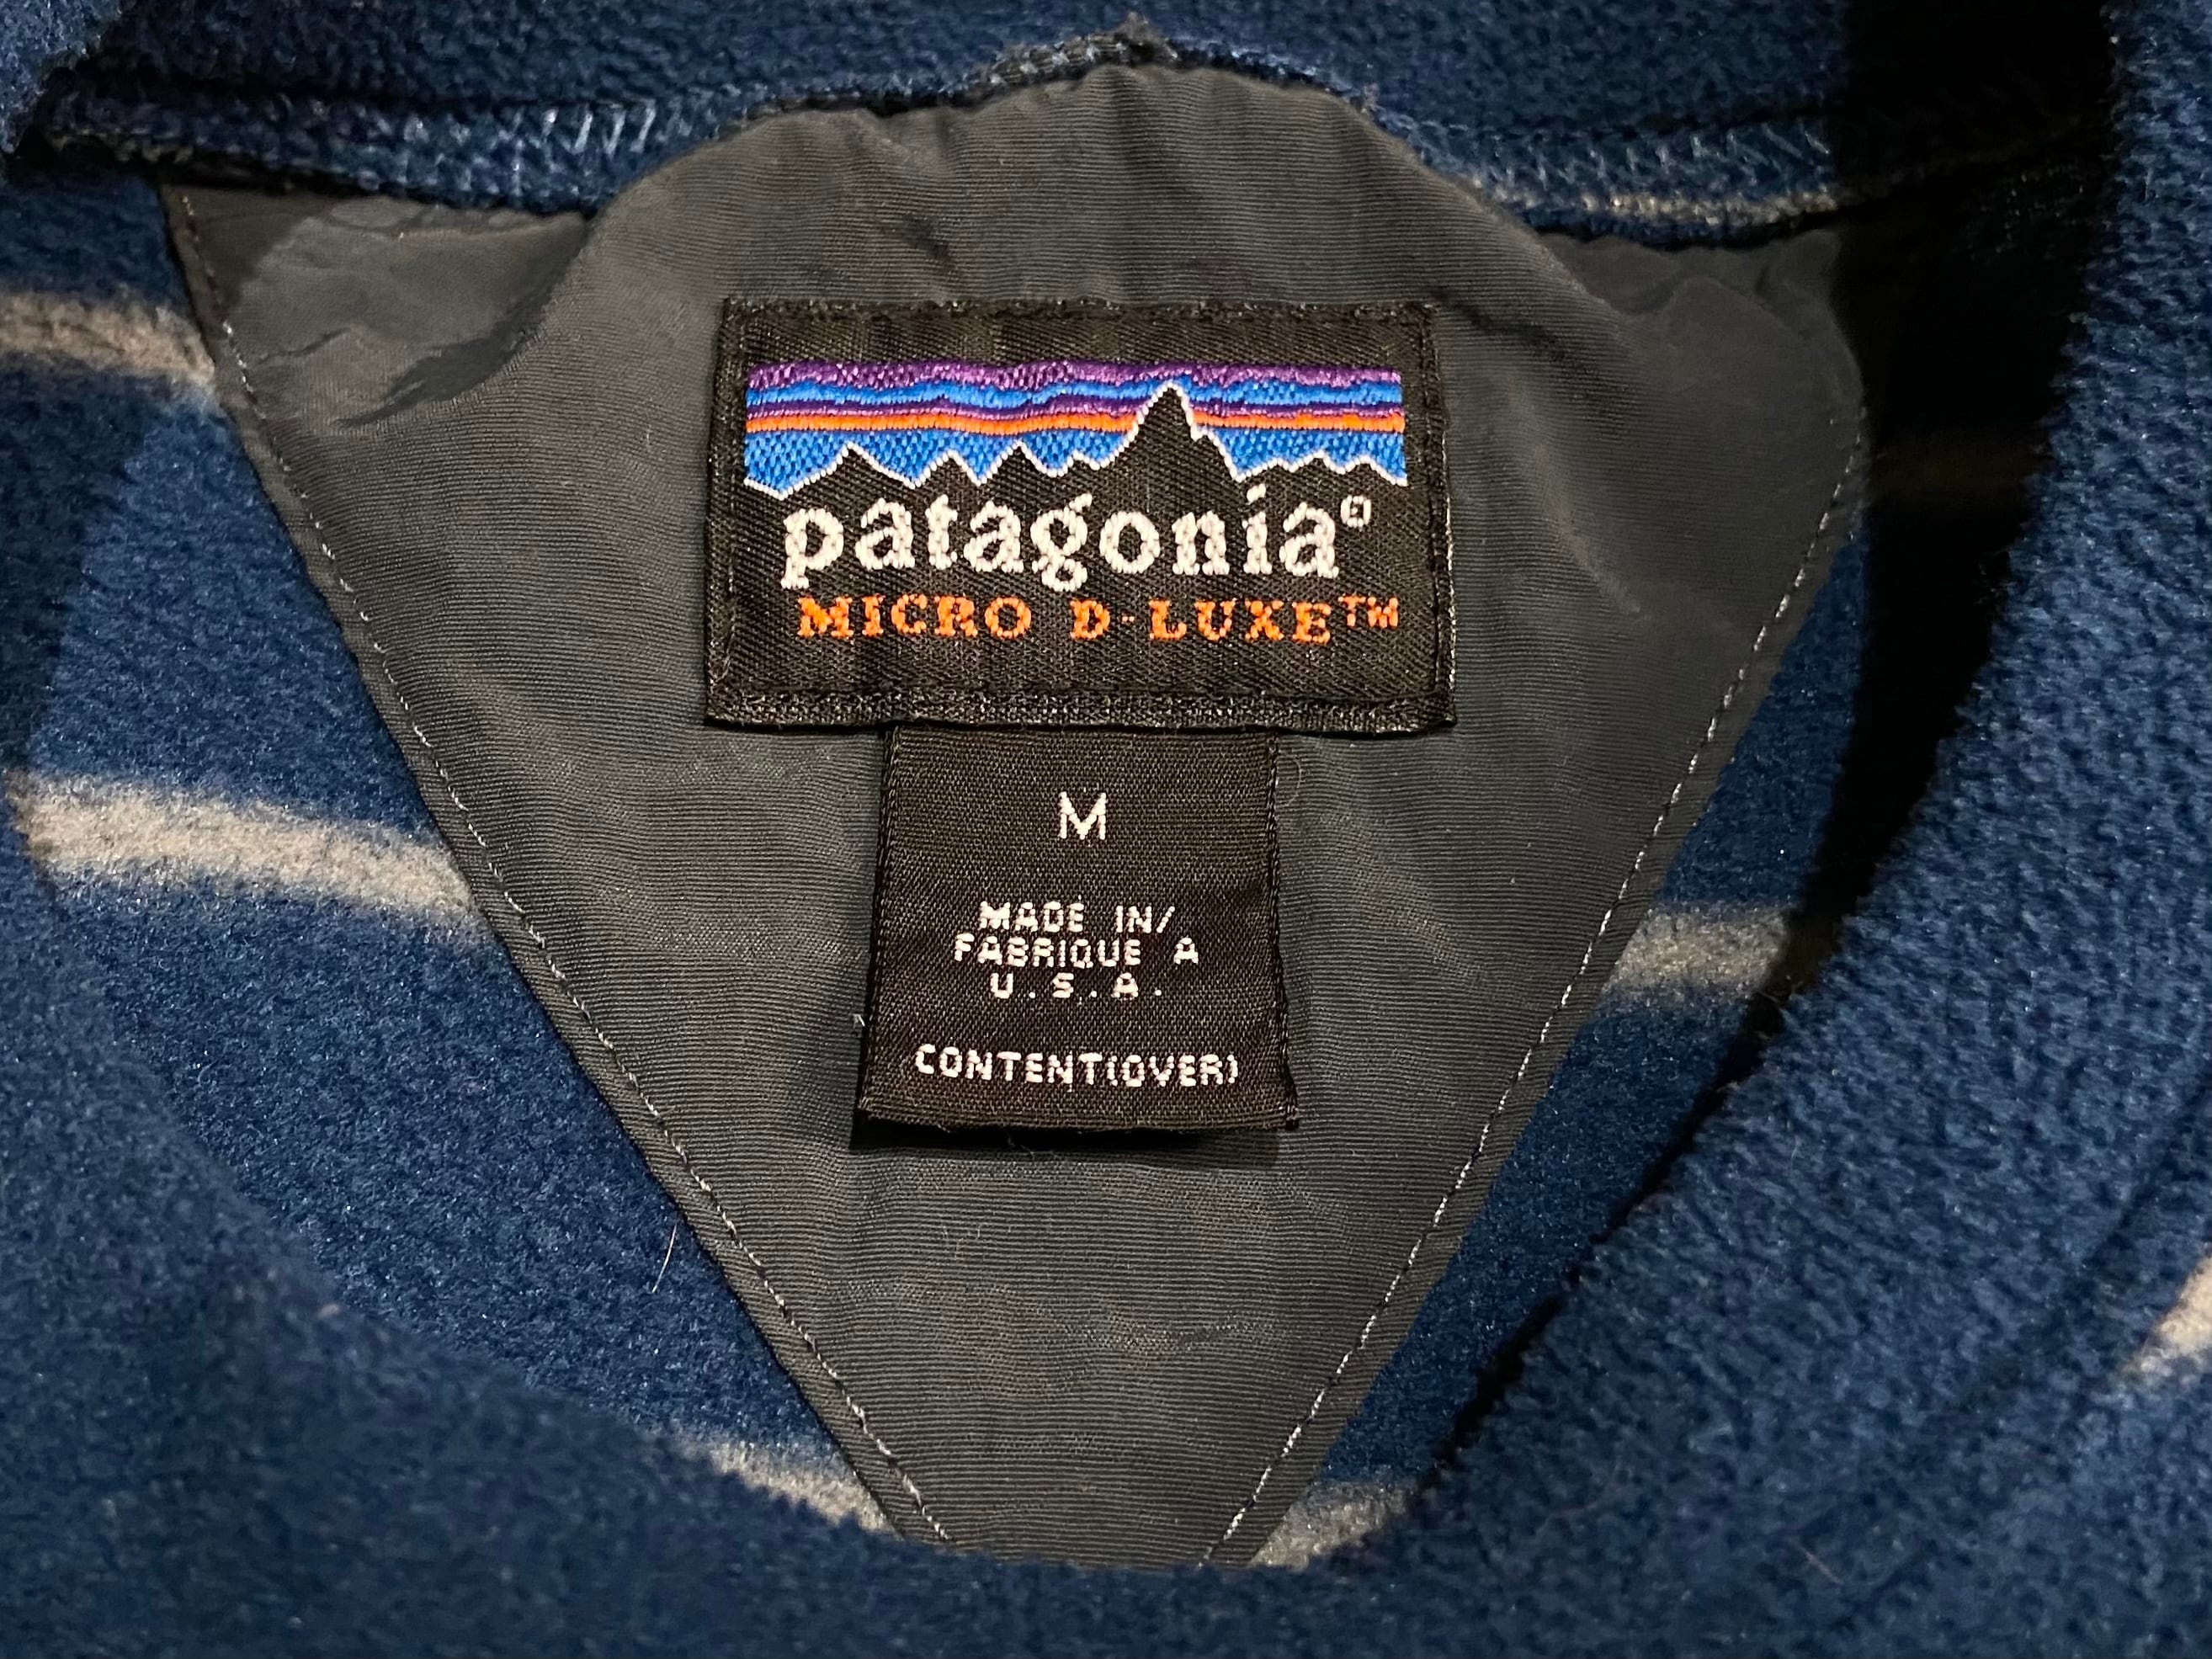 patagonia®
MICRO D-LUXE™
M
MADE IN/
FABRIQUE A
U.S.A.
CONTENT(OVER)